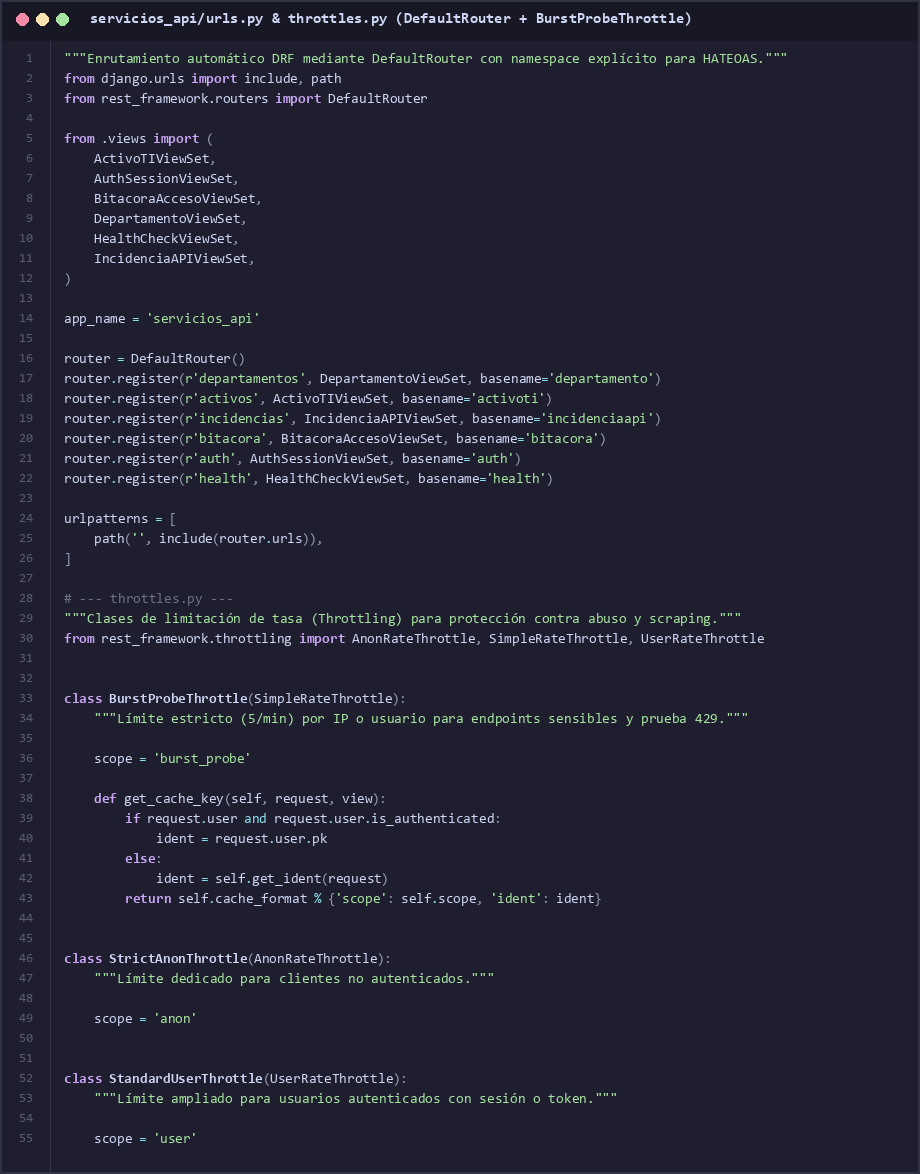 servicios_api/urls.py & throttles.py (DefaultRouter + BurstProbeThrottle)
1 """Enrutamiento automático DRF mediante DefaultRouter con namespace explícito para HATEOAS."""
2 from django.urls import include, path
3 from rest_framework.routers import DefaultRouter
4
5 from .views import (
6     ActivoTIViewSet,
7     AuthSessionViewSet,
8     BitacoraAccesoViewSet,
9     DepartamentoViewSet,
10     HealthCheckViewSet,
11     IncidenciaAPIViewSet,
12 )
13
14 app_name = 'servicios_api'
15
16 router = DefaultRouter()
17 router.register(r'departamentos', DepartamentoViewSet, basename='departamento')
18 router.register(r'activos', ActivoTIViewSet, basename='activoti')
19 router.register(r'incidencias', IncidenciaAPIViewSet, basename='incidenciaapi')
20 router.register(r'bitacora', BitacoraAccesoViewSet, basename='bitacora')
21 router.register(r'auth', AuthSessionViewSet, basename='auth')
22 router.register(r'health', HealthCheckViewSet, basename='health')
23
24 urlpatterns = [
25     path('', include(router.urls)),
26 ]
27
28 # --- throttles.py ---
29 """Clases de limitación de tasa (Throttling) para protección contra abuso y scraping."""
30 from rest_framework.throttling import AnonRateThrottle, SimpleRateThrottle, UserRateThrottle
31
32
33 class BurstProbeThrottle(SimpleRateThrottle):
34     """Límite estricto (5/min) por IP o usuario para endpoints sensibles y prueba 429."""
35
36     scope = 'burst_probe'
37
38     def get_cache_key(self, request, view):
39         if request.user and request.user.is_authenticated:
40             ident = request.user.pk
41         else:
42             ident = self.get_ident(request)
43         return self.cache_format % {'scope': self.scope, 'ident': ident}
44
45
46 class StrictAnonThrottle(AnonRateThrottle):
47     """Límite dedicado para clientes no autenticados."""
48
49     scope = 'anon'
50
51
52 class StandardUserThrottle(UserRateThrottle):
53     """Límite ampliado para usuarios autenticados con sesión o token."""
54
55     scope = 'user'